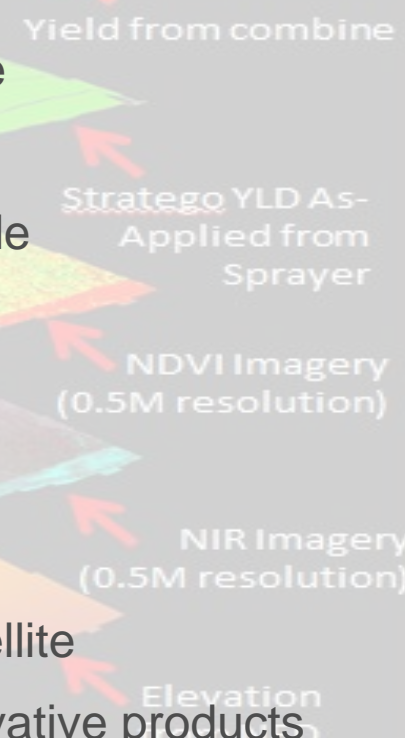 Yield from combine
Stratego YLD As-
Applied from
Sprayer
NDVI Imagery
(0.5M resolution)
NIR Imagery
(0.5M resolution)
Elevation
products